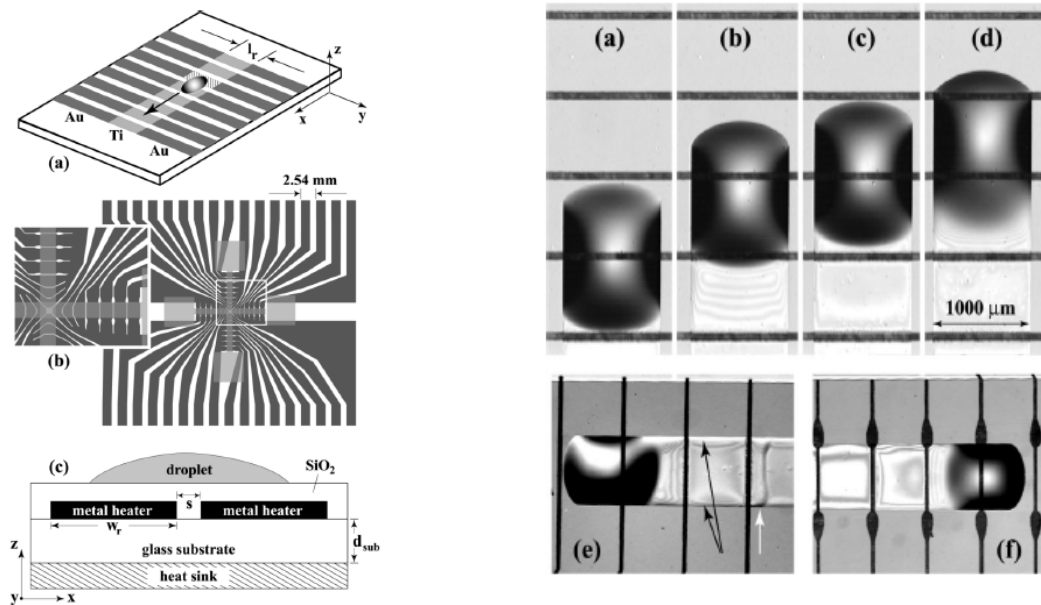 (a)
Au
Ti
Au
l_r
z
x
y
2.54 mm
(b)
(c)
droplet
SiO₂
metal heater
s
metal heater
w_r
glass substrate
d_sub
heat sink
z
y
x
(a)
(b)
(c)
(d)
1000 μm
(e)
(f)